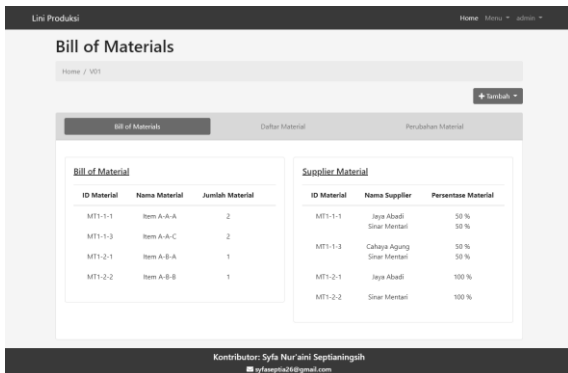 Lini Produksi Home Menu admin
Bill of Materials
Home / V01
+ Tambah
Bill of Materials Daftar Material Perubahan Material
Bill of Material
ID Material Nama Material Jumlah Material
MT1-1-1 Item A-A-A 2
MT1-1-3 Item A-A-C 2
MT1-2-1 Item A-B-A 1
MT1-2-2 Item A-B-B 1
Supplier Material
ID Material Nama Supplier Persentase Material
MT1-1-1 Jaya Abadi 50 %
Sinar Mentari 50 %
MT1-1-3 Cahaya Agung 50 %
Sinar Mentari 50 %
MT1-2-1 Jaya Abadi 100 %
MT1-2-2 Sinar Mentari 100 %
Kontributor: Syfa Nur'aini Septianingsih
syfaseptia26@gmail.com